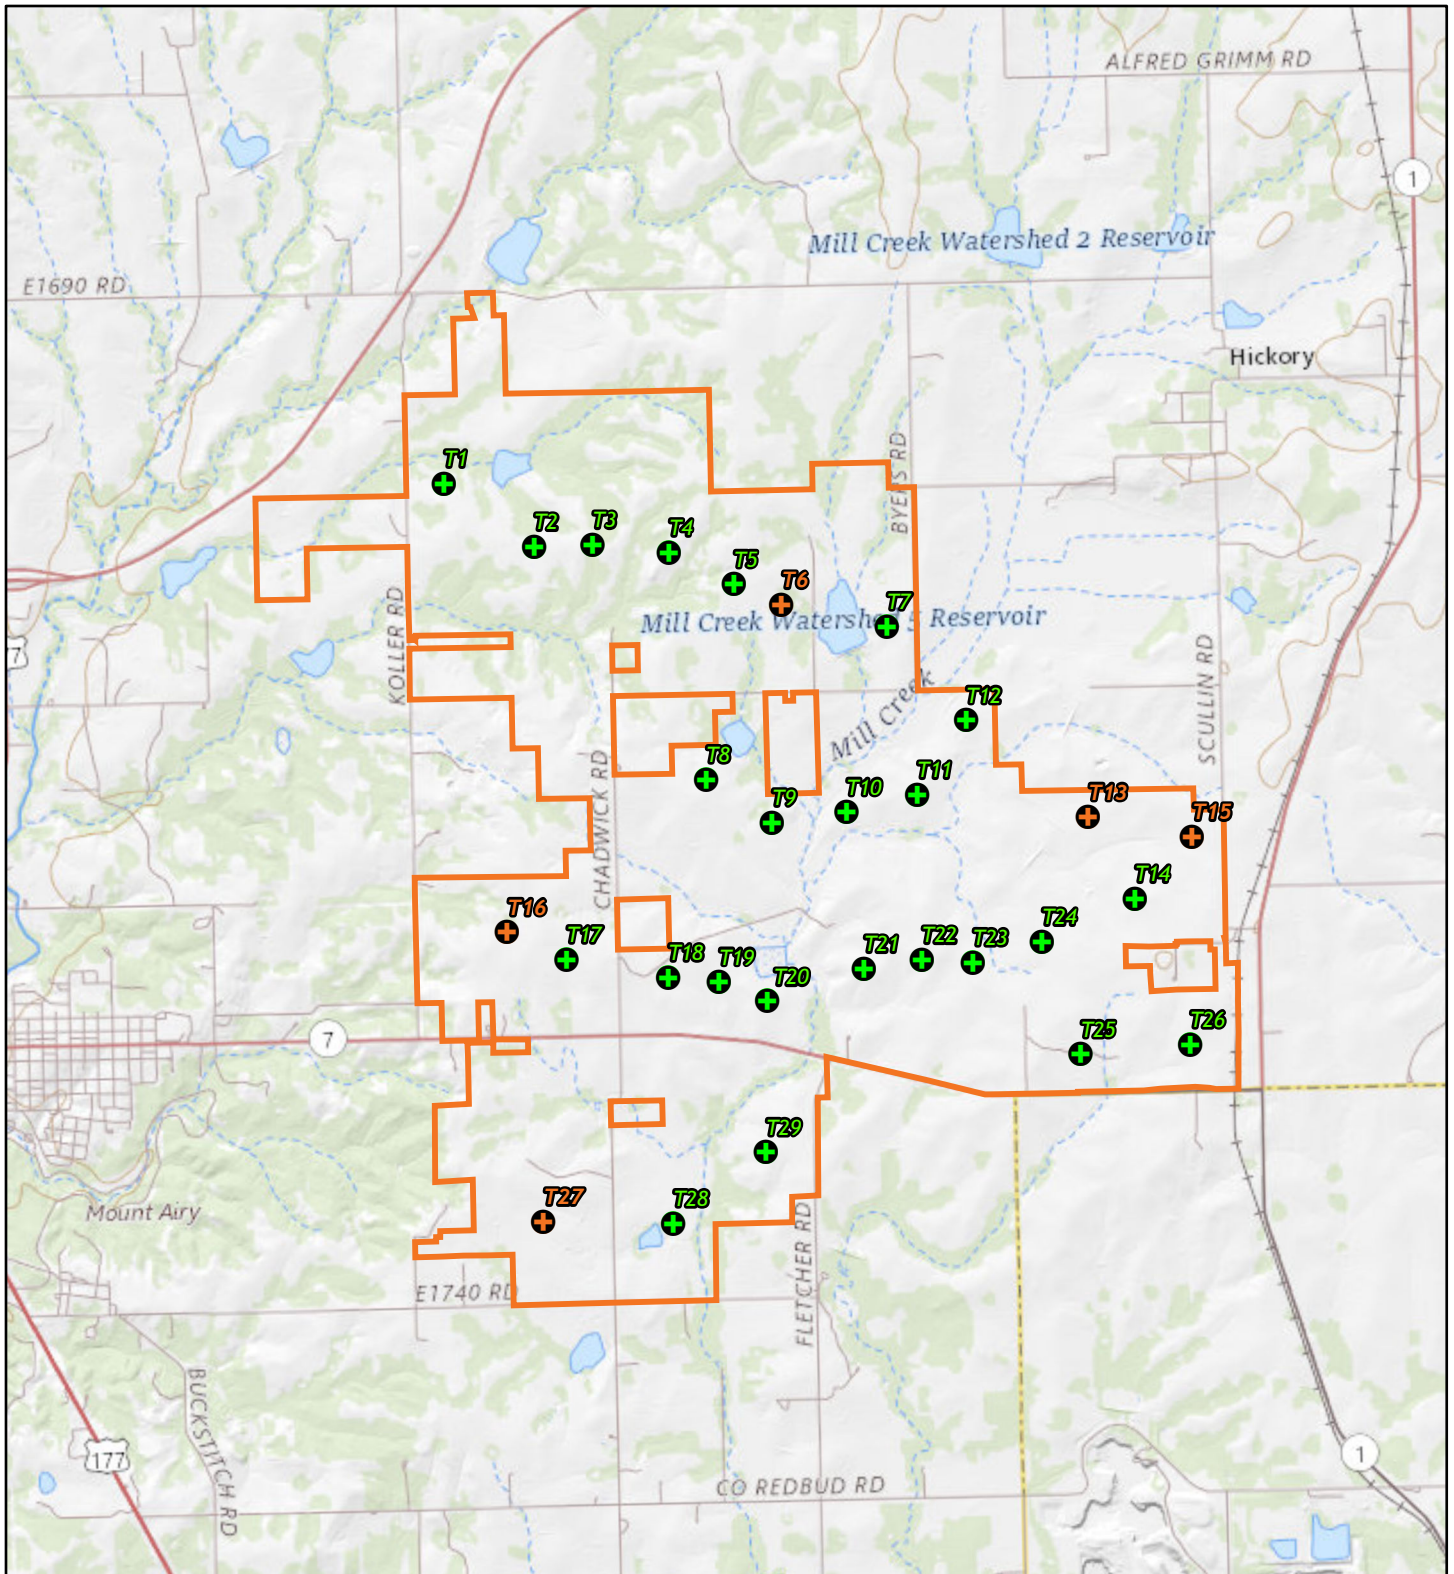 ALFRED GRIMM RD
1
Mill Creek Watershed 2 Reservoir
E1690 RD
Hickory
T1
BYERS RD
T2
T3
T4
T5
T6
T7
Mill Creek Watershed 5 Reservoir
KOLLER RD
7
SCULLIN RD
Mill Creek
T12
CHADWICK RD
T8
T11
T10
T9
T13
T15
T14
T16
T17
T24
T21
T22
T23
T18
T19
T20
7
T25
T26
T29
T27
T28
Mount Airy
FLETCHER RD
E1740 RD
BUCKSTITCH RD
177
1
CO REDBUD RD